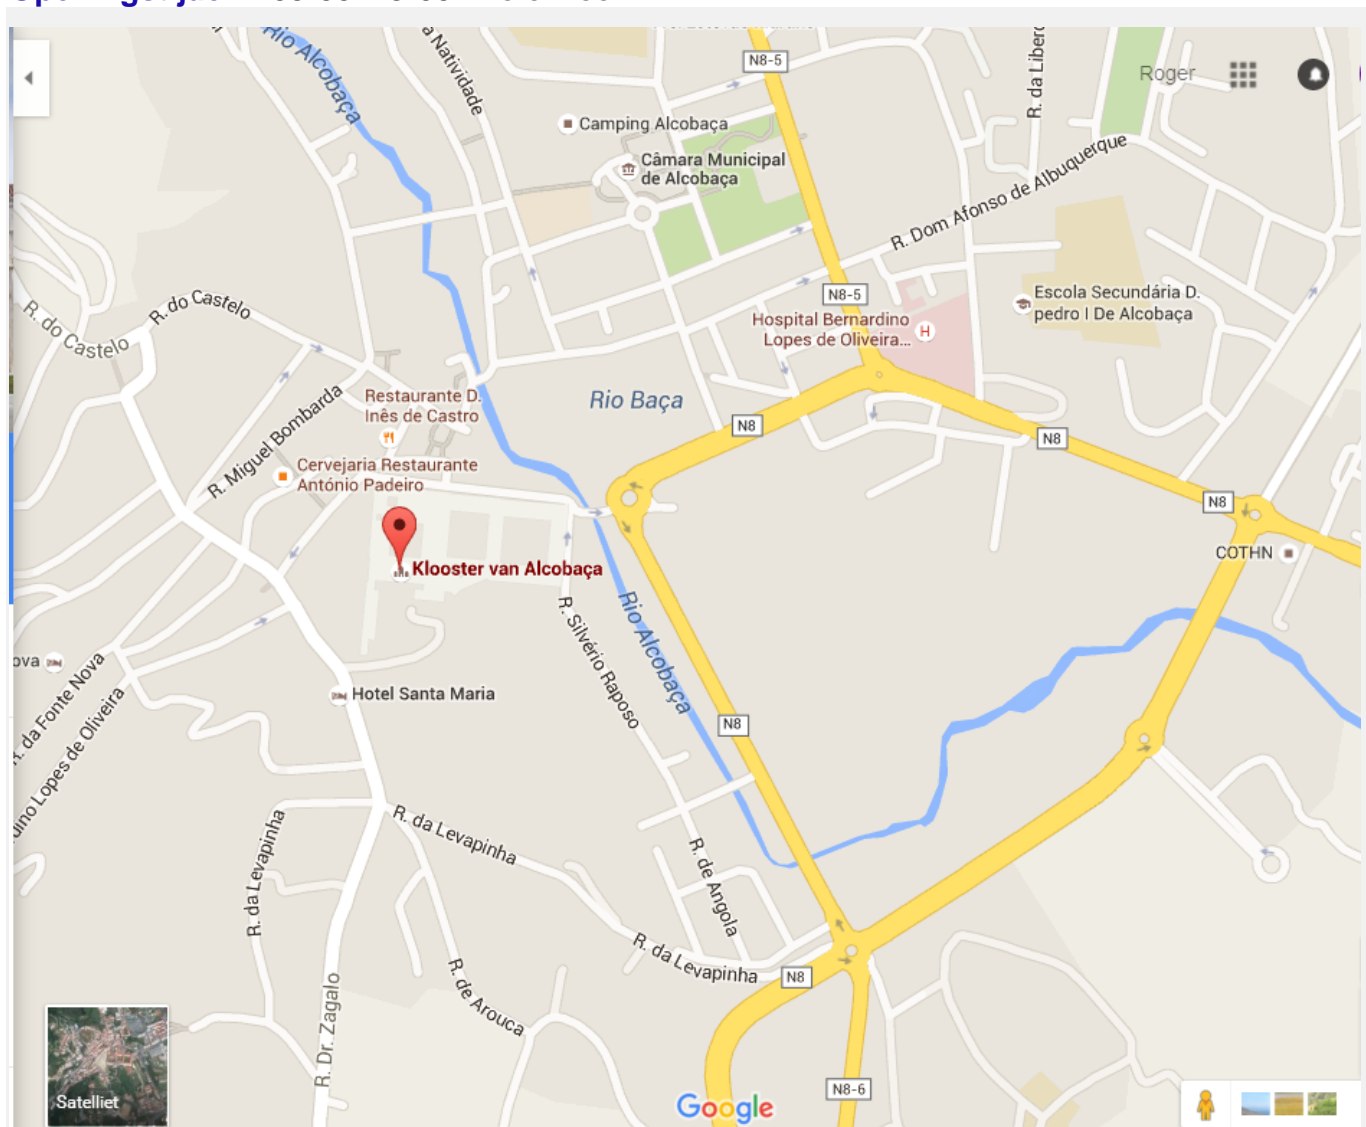 Rio Alcobaça
a Natividade
N8-5
R. da Liberd
Roger
Camping Alcobaça
Câmara Municipal
de Alcobaça
R. Dom Afonso de Albuquerque
R. do Castelo
R. do Castelo
N8-5
Escola Secundária D.
pedro I De Alcobaça
Hospital Bernardino
Lopes de Oliveira...
H
Restaurante D.
Inês de Castro
Rio Baça
N8
N8
R. Miguel Bombarda
Cervejaria Restaurante
António Padeiro
N8
COTHN
Klooster van Alcobaça
R. Silvério Raposo
Rio Alcobaça
ova
R. da Fonte Nova
Hotel Santa Maria
dino Lopes de Oliveira
N8
R. da Levapinha
R. da Levapinha
R. de Angola
R. da Levapinha
N8
R. de Arouca
R. Dr. Zagalo
Satelliet
Google
N8-6